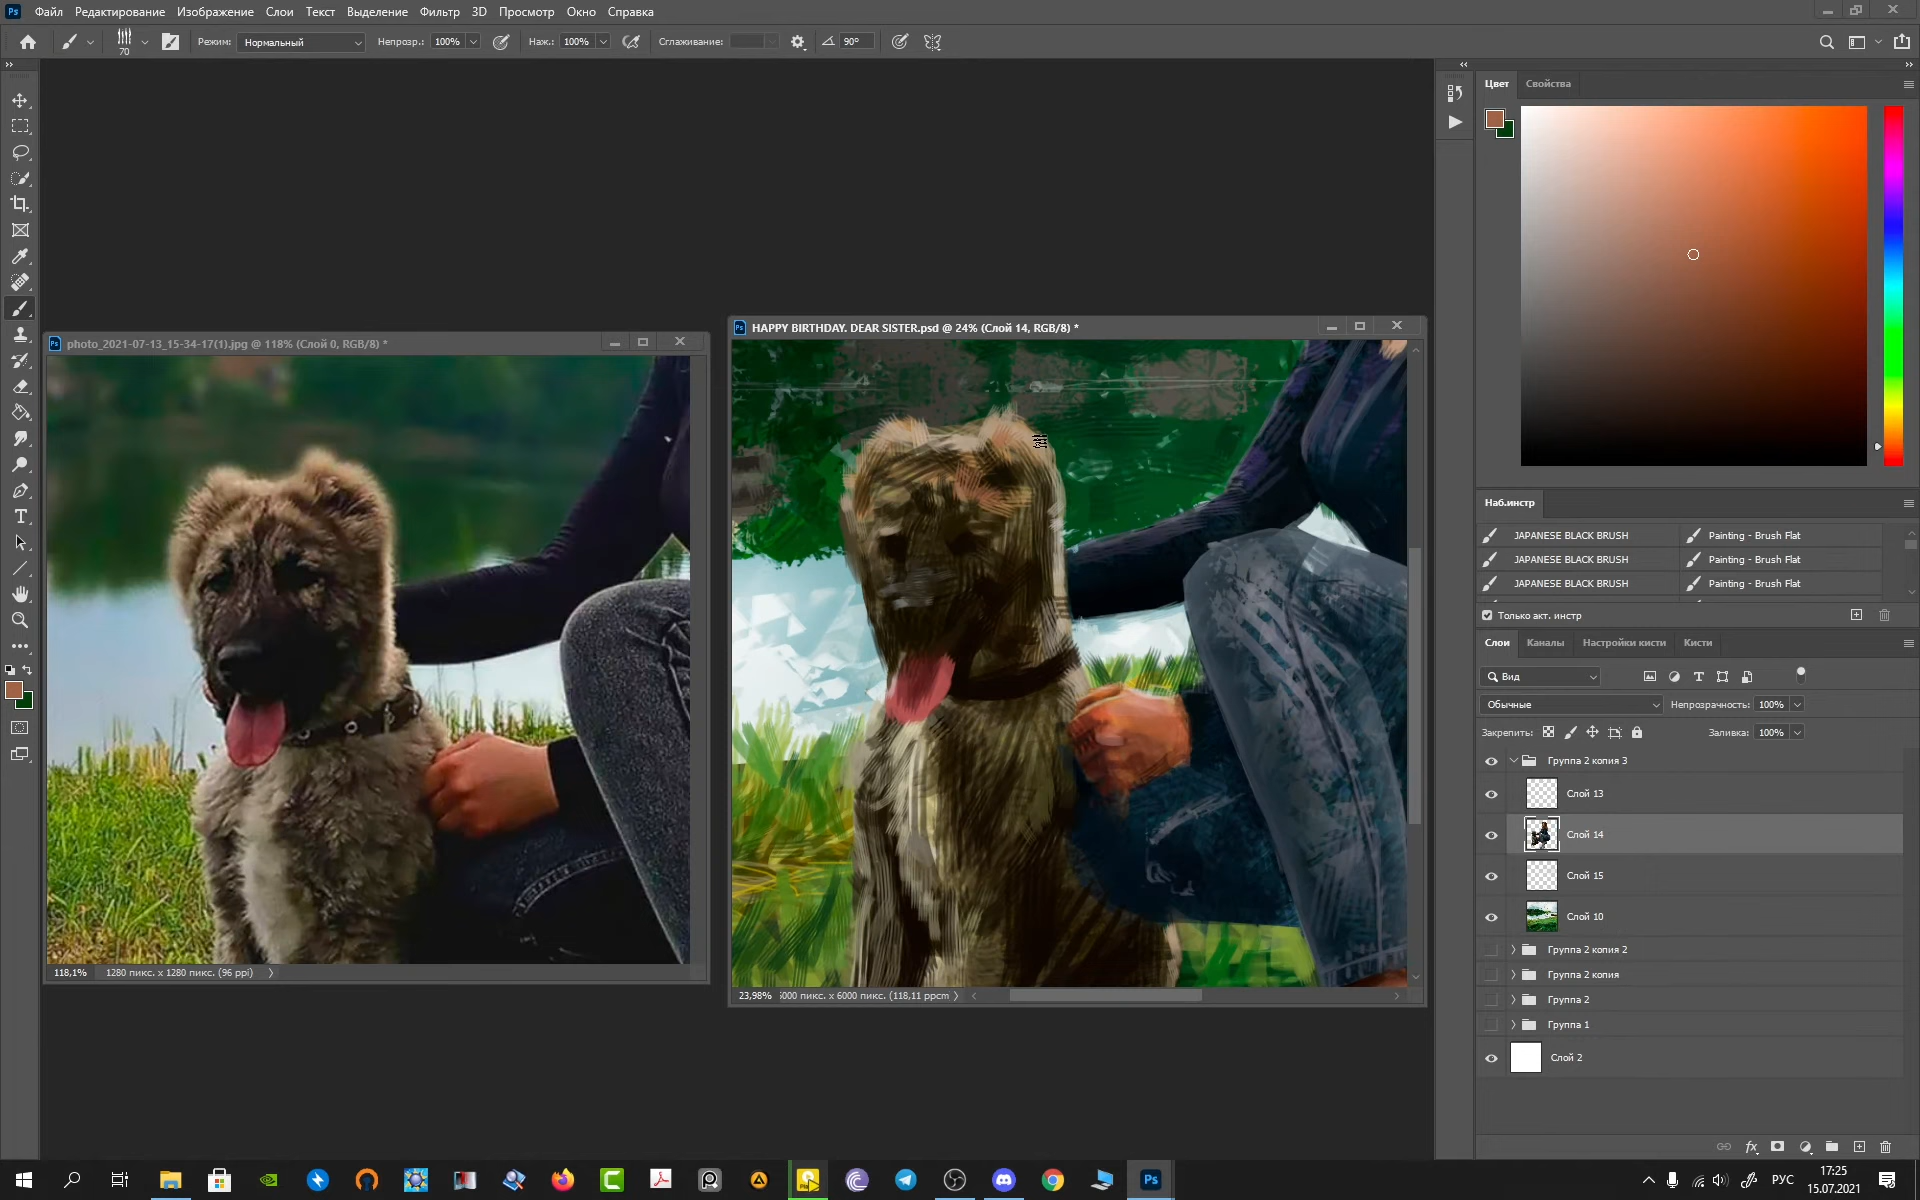 Ps Файл Редактирование Изображение Слои Текст Выделение Фильтр 3D Просмотр Окно Справка
70 Режим: Нормальный Непрозр.: 100% Наж.: 100% Сглаживание: 90°
Цвет Свойства
Наб.инстр
JAPANESE BLACK BRUSH Painting - Brush Flat
JAPANESE BLACK BRUSH Painting - Brush Flat
JAPANESE BLACK BRUSH Painting - Brush Flat
Только акт. инстр
Слои Каналы Настройки кисти Кисти
Вид
Обычные Непрозрачность: 100%
Закрепить: Заливка: 100%
Группа 2 копия 3
Слой 13
Слой 14
Слой 15
Слой 10
Группа 2 копия 2
Группа 2 копия
Группа 2
Группа 1
Слой 2
fx
photo_2021-07-13_15-34-17(1).jpg @ 118% (Слой 0, RGB/8) *
118,1% 1280 пикс. x 1280 пикс. (96 ppi)
HAPPY BIRTHDAY. DEAR SISTER.psd @ 24% (Слой 14, RGB/8) *
23,98% 5000 пикс. x 6000 пикс. (118,11 ppcm
Ps РУС 17:25
15.07.2021